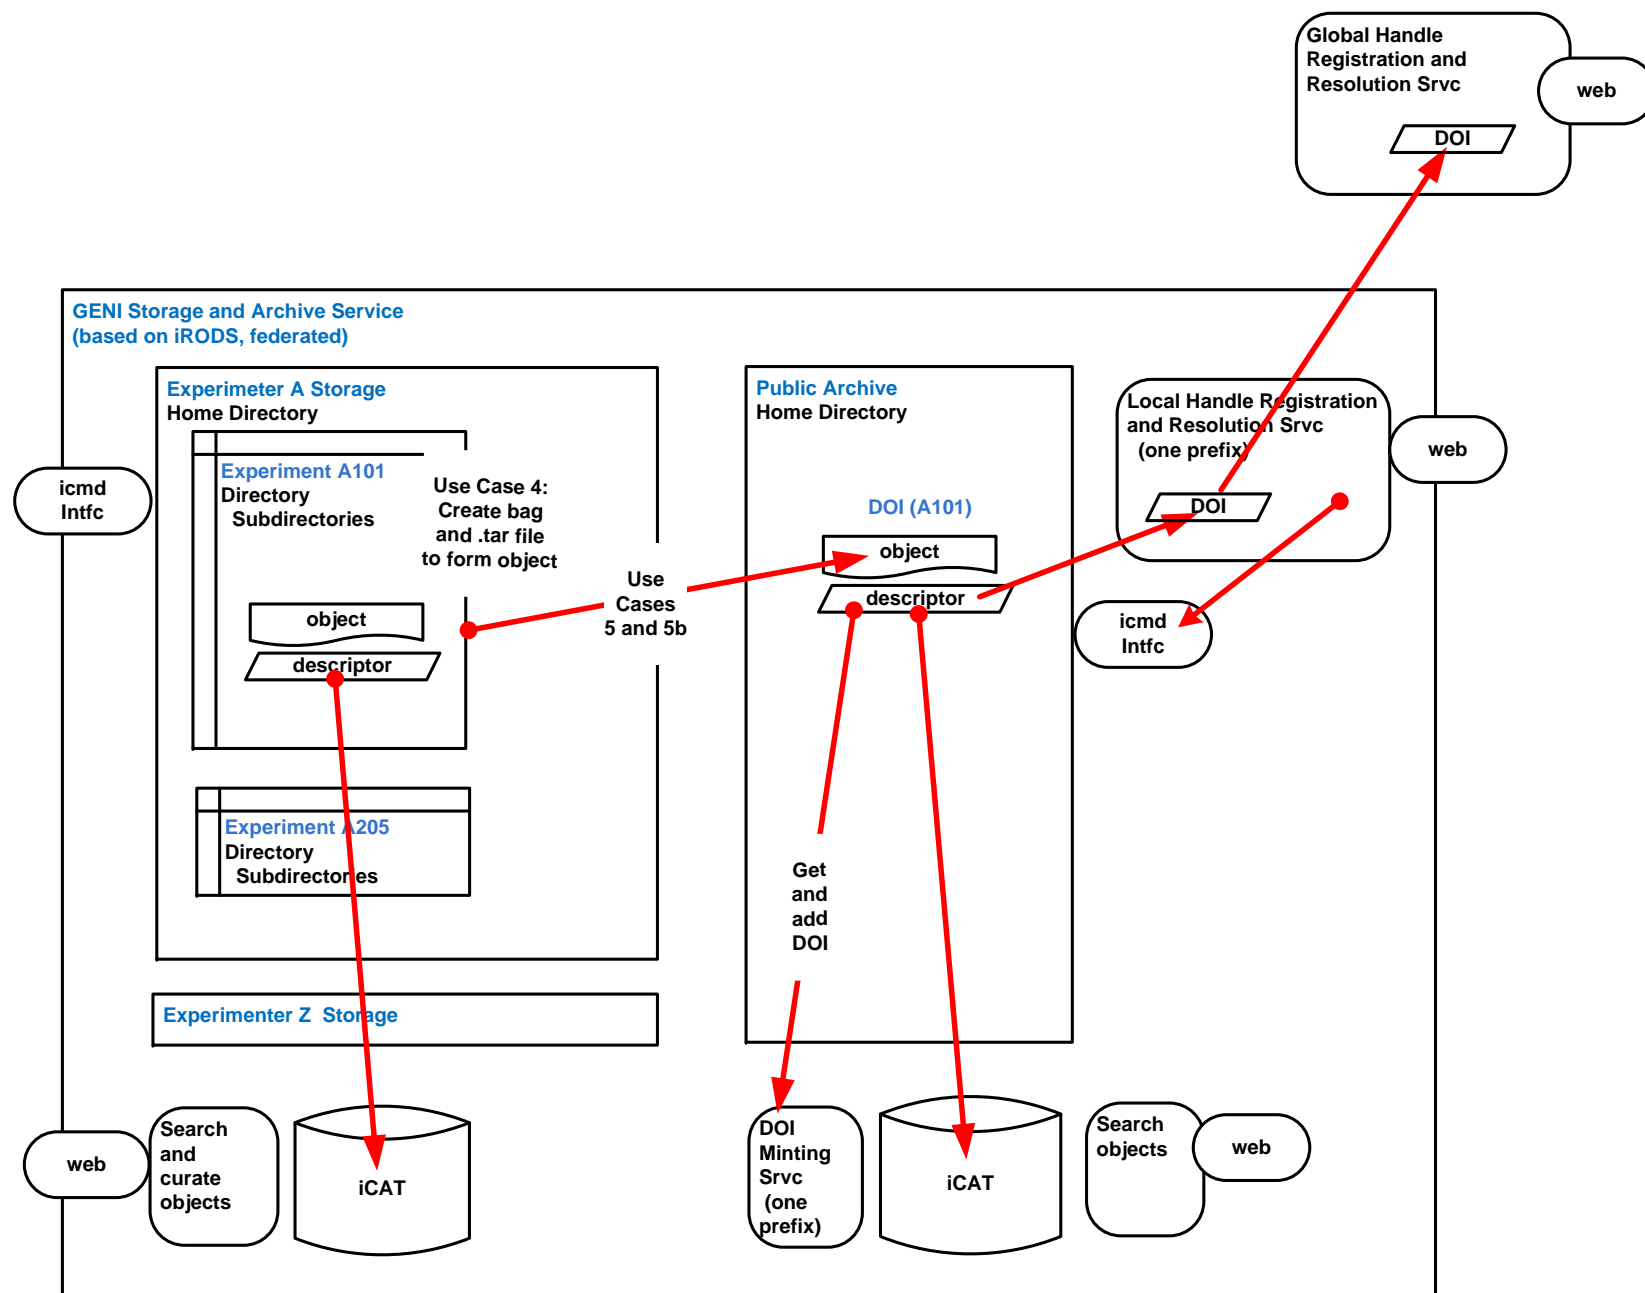 Global Handle
Registration and
Resolution Srvc
web
DOI
GENI Storage and Archive Service
(based on iRODS, federated)
Experimeter A Storage
Home Directory
Experiment A101
Directory
Subdirectories
icmd
Intfc
Use Case 4:
Create bag
and .tar file
to form object
object
descriptor
Use
Cases
5 and 5b
Experiment A205
Directory
Subdirectories
Experimenter Z Storage
Public Archive
Home Directory
DOI (A101)
object
descriptor
Local Handle Registration
and Resolution Srvc
(one prefix)
DOI
web
icmd
Intfc
Get
and
add
DOI
web
Search
and
curate
objects
iCAT
DOI
Minting
Srvc
(one
prefix)
iCAT
Search
objects
web